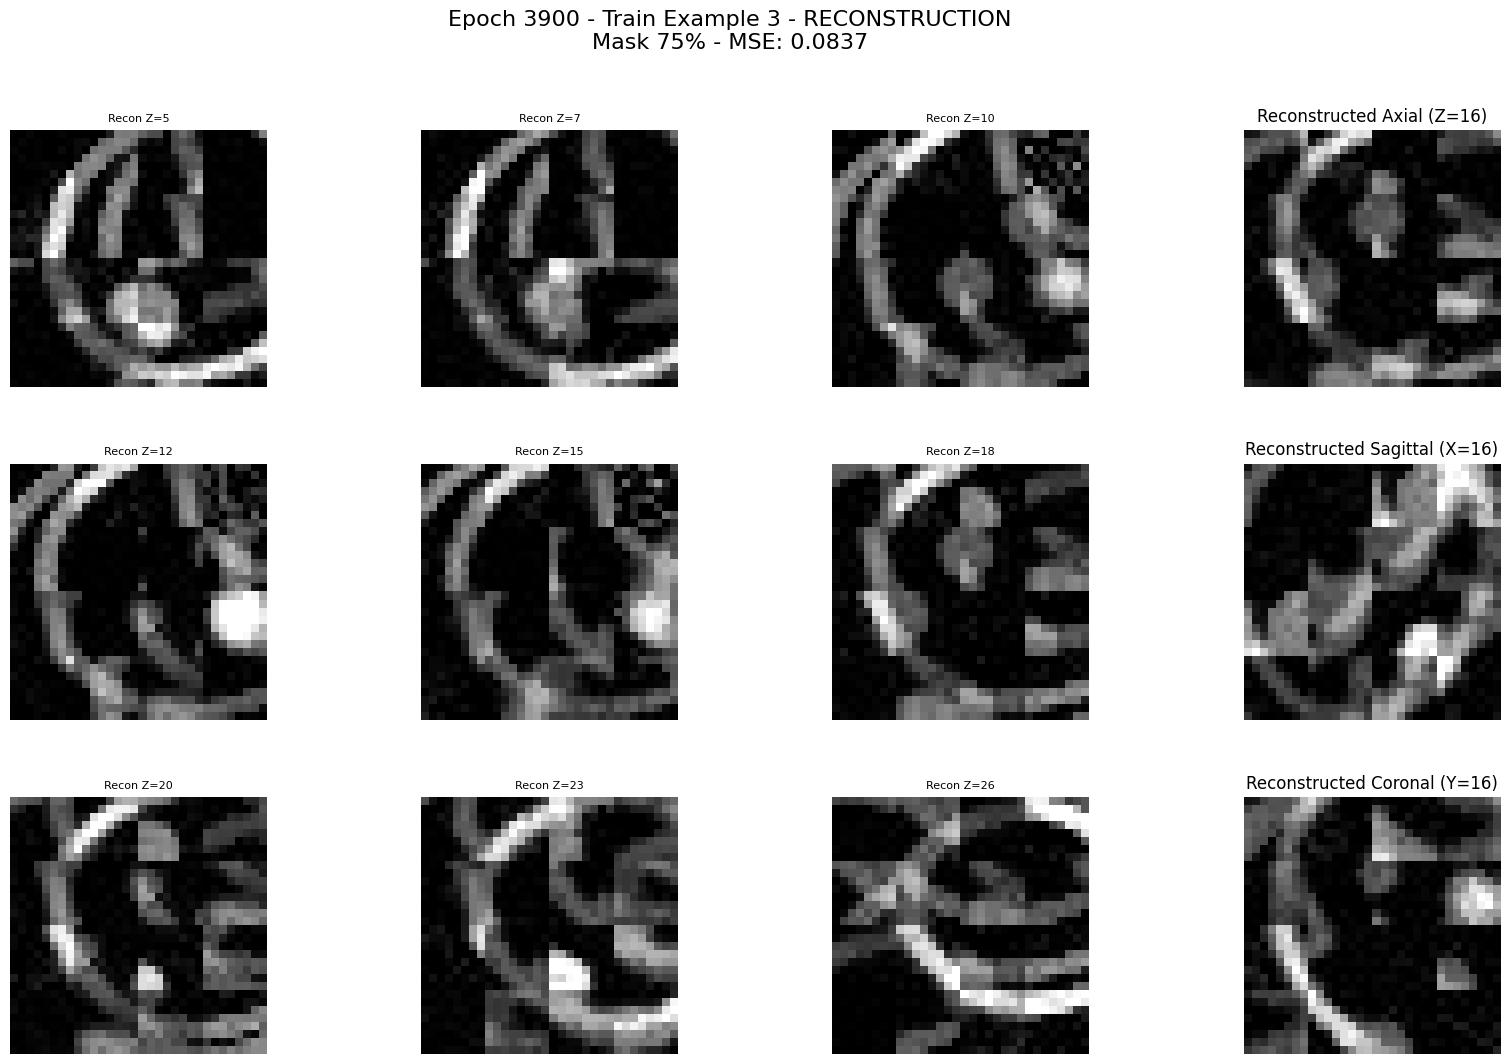 Epoch 3900 - Train Example 3 - RECONSTRUCTION
Mask 75% - MSE: 0.0837
Recon Z=5
Recon Z=7
Recon Z=10
Reconstructed Axial (Z=16)
Recon Z=12
Recon Z=15
Recon Z=18
Reconstructed Sagittal (X=16)
Recon Z=20
Recon Z=23
Recon Z=26
Reconstructed Coronal (Y=16)